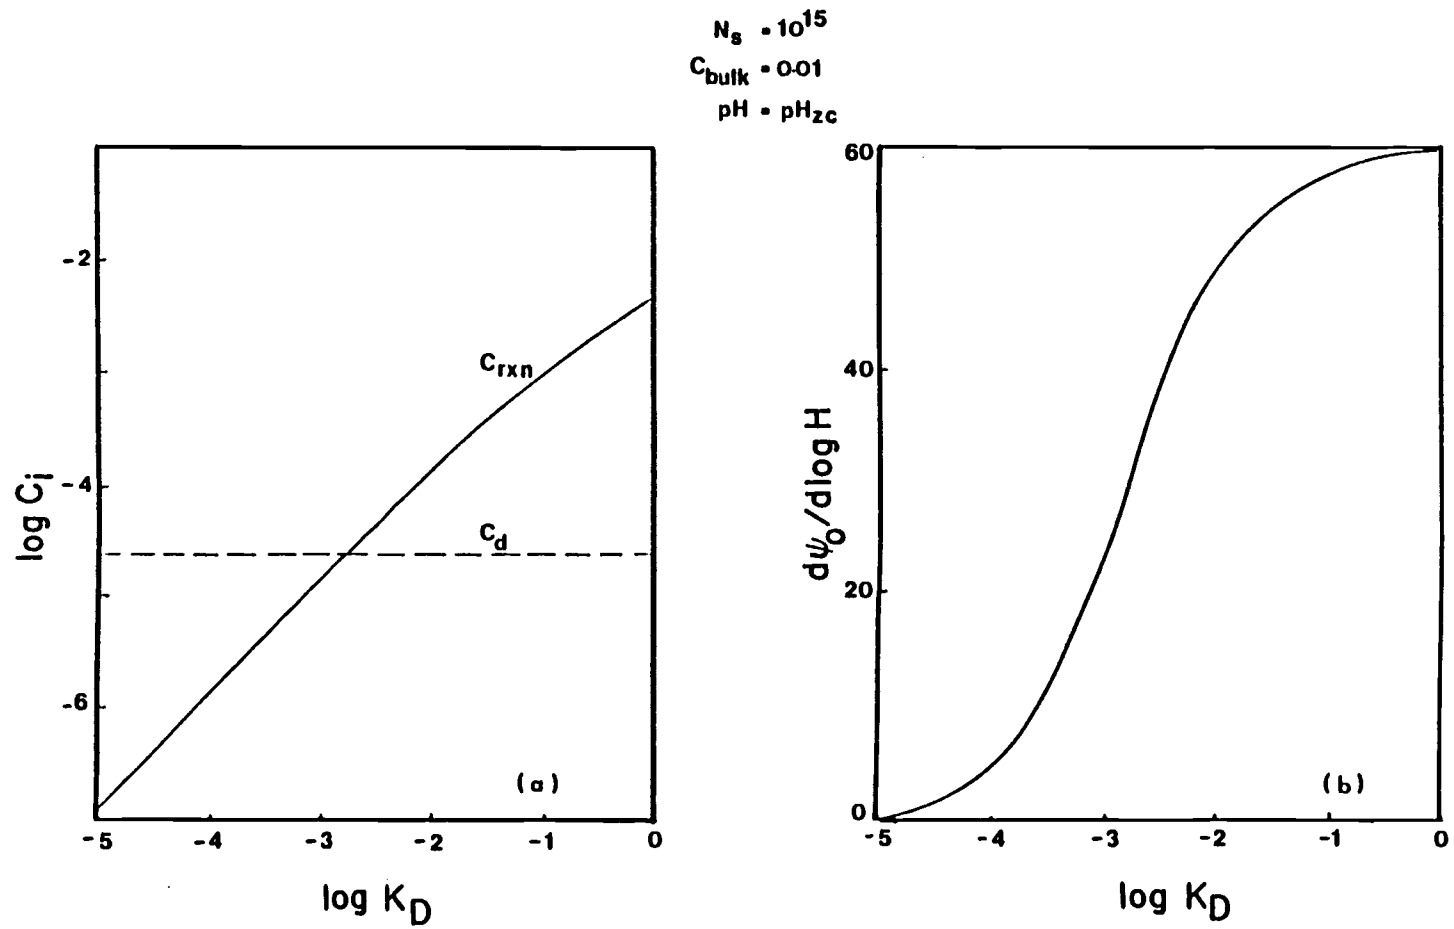 Ns = 10^15
Cbulk = 0·01
pH = pHzc
-2
-4
-6
log Ci
Crxn
Cd
(a)
-5 -4 -3 -2 -1 0
log KD
60
40
20
0
dψo/dlog H
(b)
-5 -4 -3 -2 -1 0
log KD